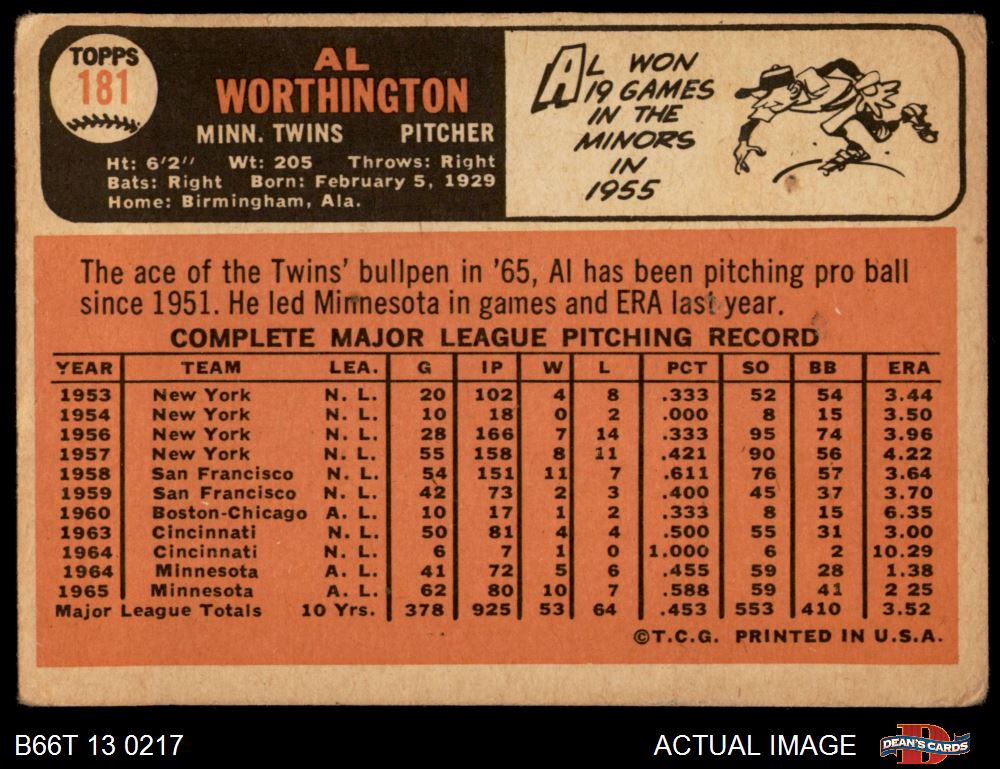 TOPPS
181
AL
WORTHINGTON
MINN. TWINS PITCHER
Ht: 6'2" Wt: 205 Throws: Right
Bats: Right Born: February 5, 1929
Home: Birmingham, Ala.
AL WON
19 GAMES
IN THE
MINORS
IN
1955
The ace of the Twins' bullpen in '65, Al has been pitching pro ball
since 1951. He led Minnesota in games and ERA last year.
COMPLETE MAJOR LEAGUE PITCHING RECORD
YEAR TEAM LEA. G IP W L PCT SO BB ERA
1953 New York N. L. 20 102 4 8 .333 52 54 3.44
1954 New York N. L. 10 18 0 2 .000 8 15 3.50
1956 New York N. L. 28 166 7 14 .333 95 74 3.96
1957 New York N. L. 55 158 8 11 .421 90 56 4.22
1958 San Francisco N. L. 54 151 11 7 .611 76 57 3.64
1959 San Francisco N. L. 42 73 2 3 .400 45 37 3.70
1960 Boston-Chicago A. L. 10 17 1 2 .333 8 15 6.35
1963 Cincinnati N. L. 50 81 4 4 .500 55 31 3.00
1964 Cincinnati N. L. 6 7 1 0 1.000 6 2 10.29
1964 Minnesota A. L. 41 72 5 6 .455 59 28 1.38
1965 Minnesota A. L. 62 80 10 7 .588 59 41 2 25
Major League Totals 10 Yrs. 378 925 53 64 .453 553 410 3.52
©T.C.G. PRINTED IN U.S.A.
B66T 13 0217
ACTUAL IMAGE
D
DEAN'S CARDS